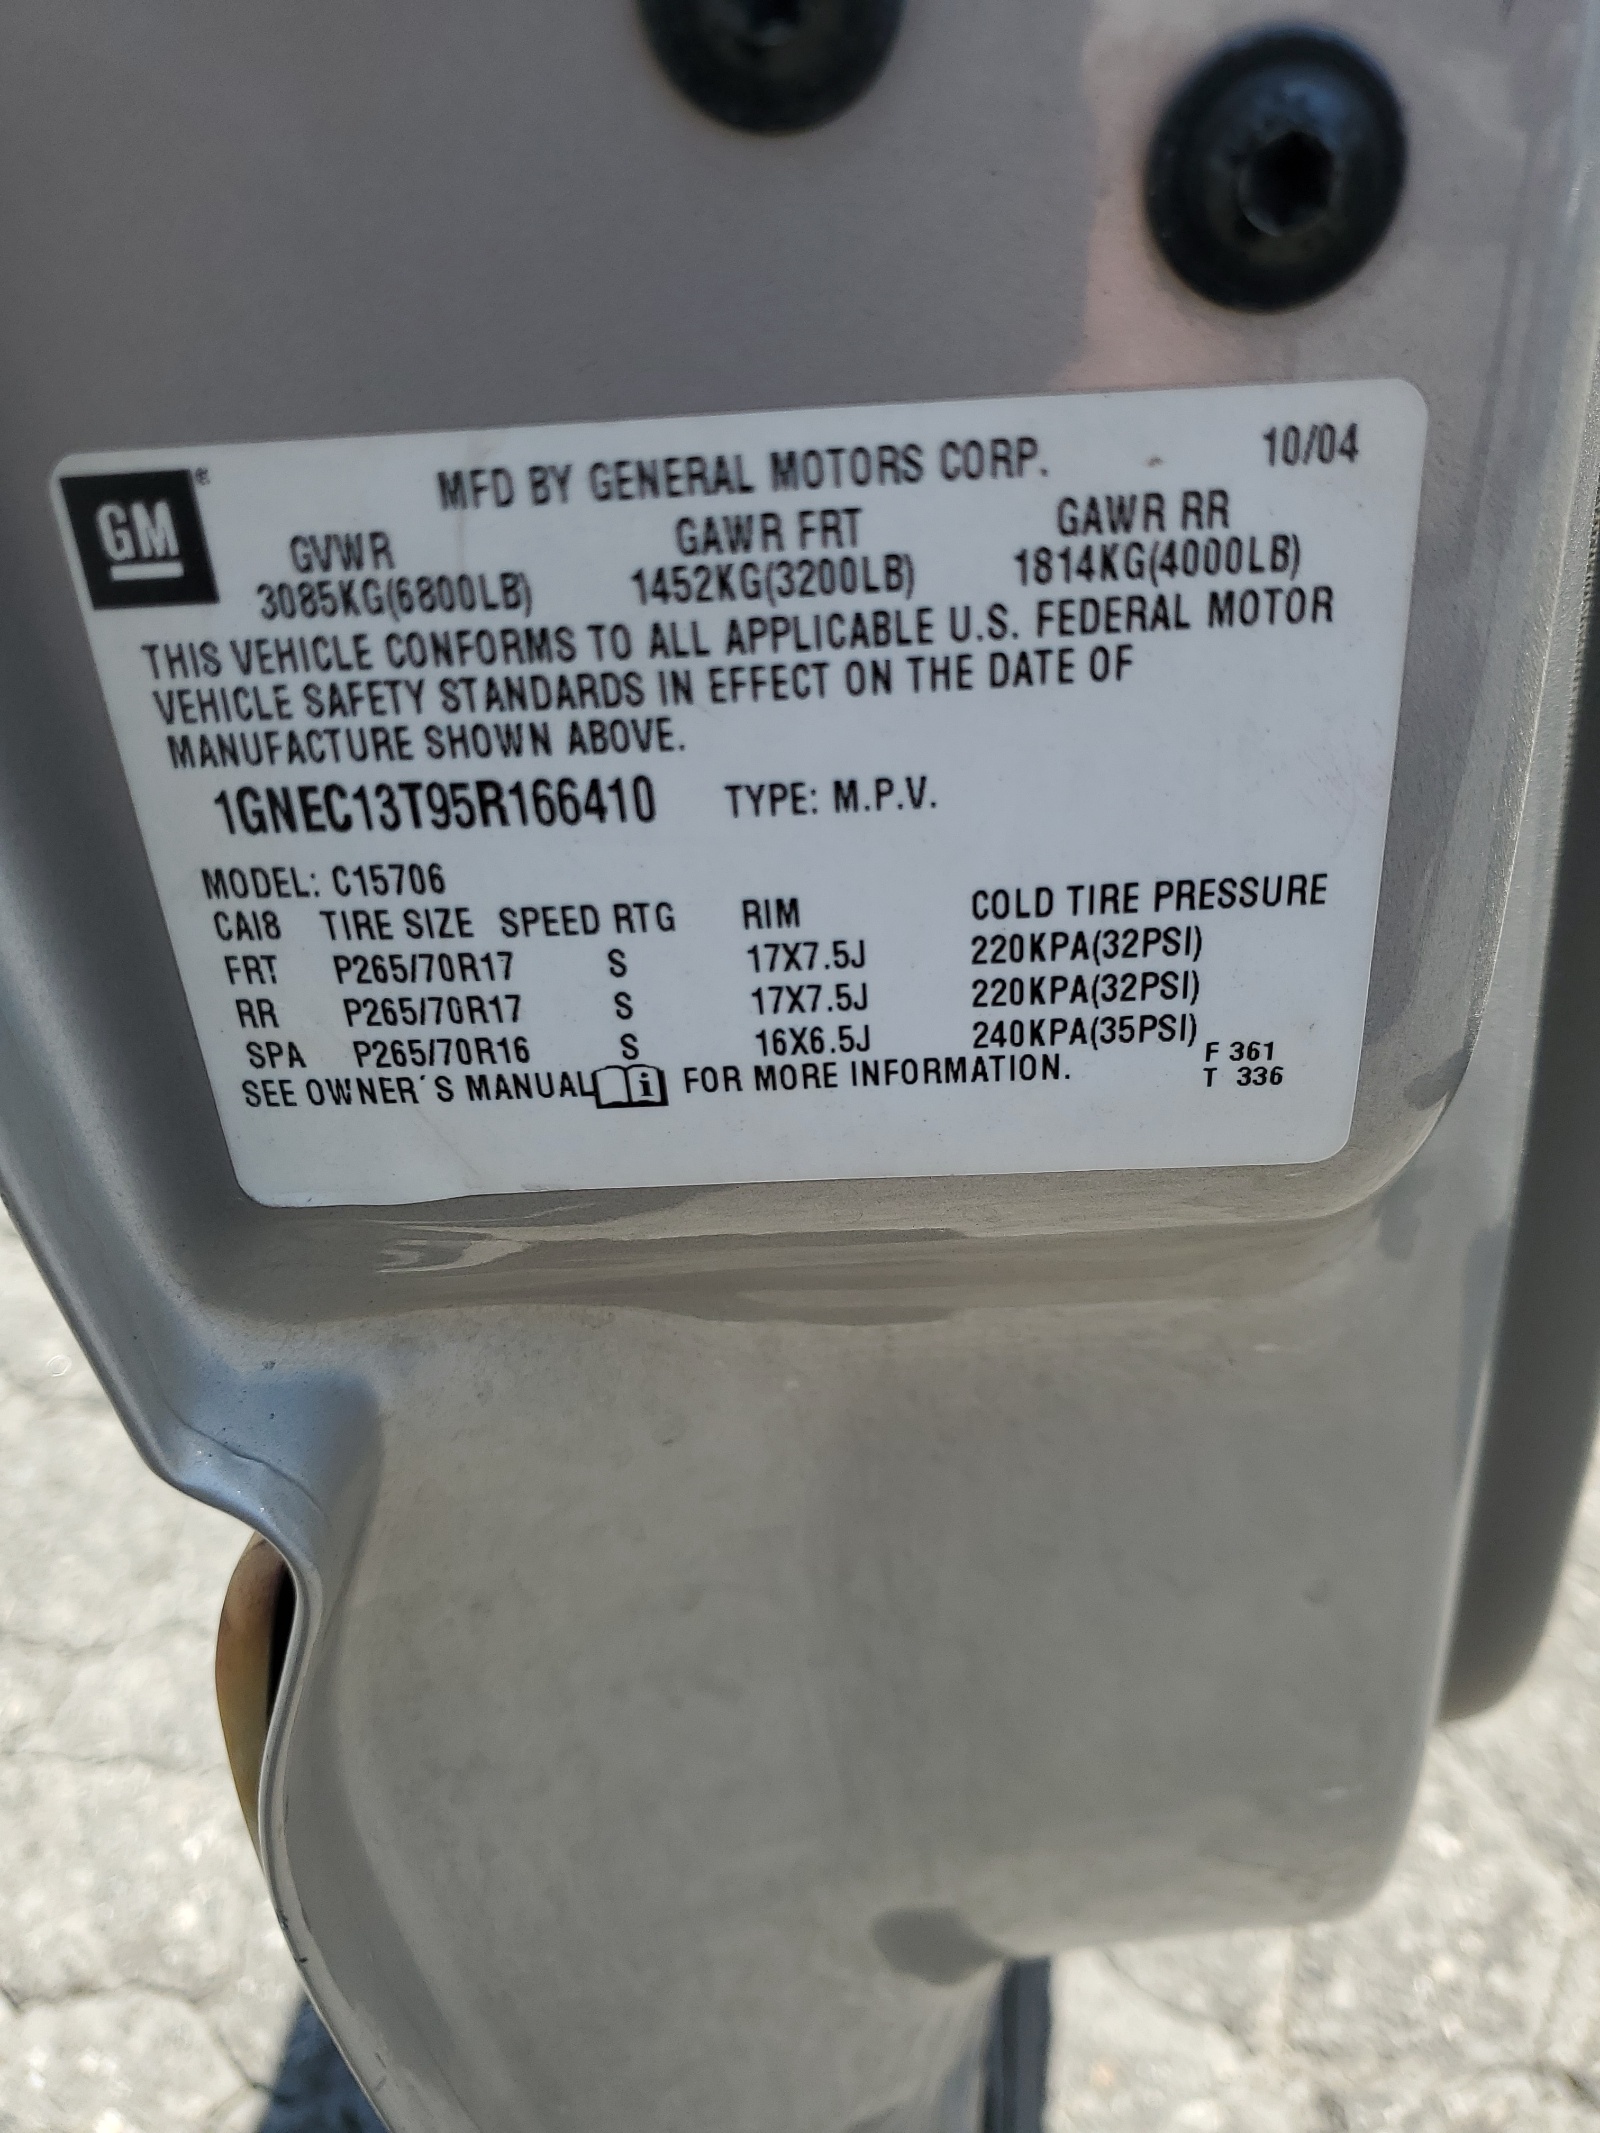 GM ®
MFD BY GENERAL MOTORS CORP. 10/04
GVWR GAWR FRT GAWR RR
3085KG(6800LB) 1452KG(3200LB) 1814KG(4000LB)
THIS VEHICLE CONFORMS TO ALL APPLICABLE U.S. FEDERAL MOTOR
VEHICLE SAFETY STANDARDS IN EFFECT ON THE DATE OF
MANUFACTURE SHOWN ABOVE.
1GNEC13T95R166410 TYPE: M.P.V.
MODEL: C15706
CAI8 TIRE SIZE SPEED RTG RIM COLD TIRE PRESSURE
FRT P265/70R17 S 17X7.5J 220KPA(32PSI)
RR P265/70R17 S 17X7.5J 220KPA(32PSI)
SPA P265/70R16 S 16X6.5J 240KPA(35PSI)
SEE OWNER'S MANUAL i FOR MORE INFORMATION.
F 361
T 336